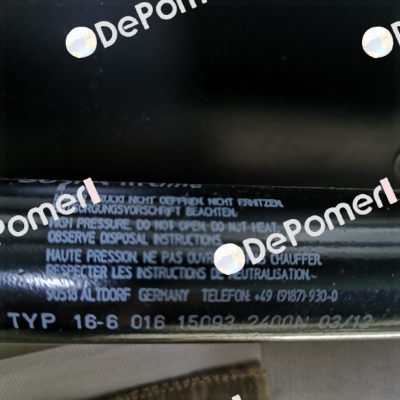 DePomerl
DePomerl
DRUCK! NICHT OEFFNEN. NICHT ERHITZEN.
ENTSORGUNGSVORSCHRIFT BEACHTEN.
HIGH PRESSURE. DO NOT OPEN. DO NOT HEAT.
OBSERVE DISPOSAL INSTRUCTIONS.
HAUTE PRESSION. NE PAS OUVRIR CHAUFFER.
RESPECTER LES INSTRUCTIONS DE NEUTRALISATION.
90518 ALTDORF GERMANY TELEFON: +49 (9187)-930-0
TYP 16-6 016 15093 2400N 03/12
DePomerl